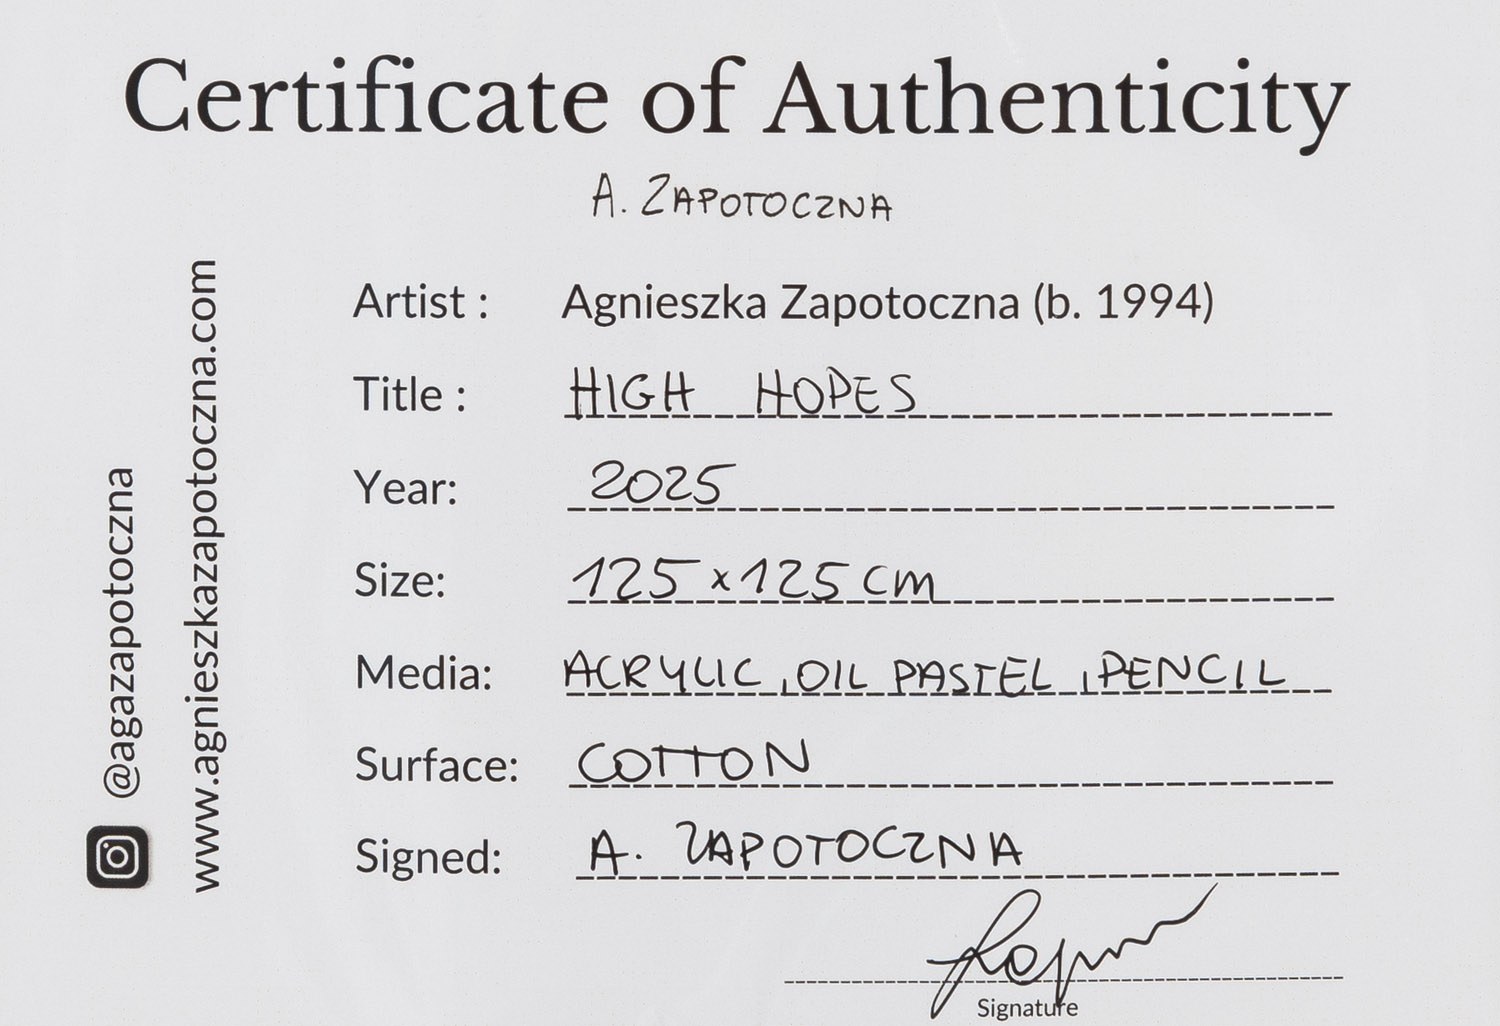 Certificate of Authenticity
A. ZAPOTOCZNA
Artist : Agnieszka Zapotoczna (b. 1994)
Title : HIGH HOPES
Year: 2025
Size: 125 x 125 cm
Media: ACRYLIC, OIL PASTEL, PENCIL
Surface: COTTON
Signed: A. ZAPOTOCZNA
Signature
@agazapotoczna
www.agnieszkazapotoczna.com